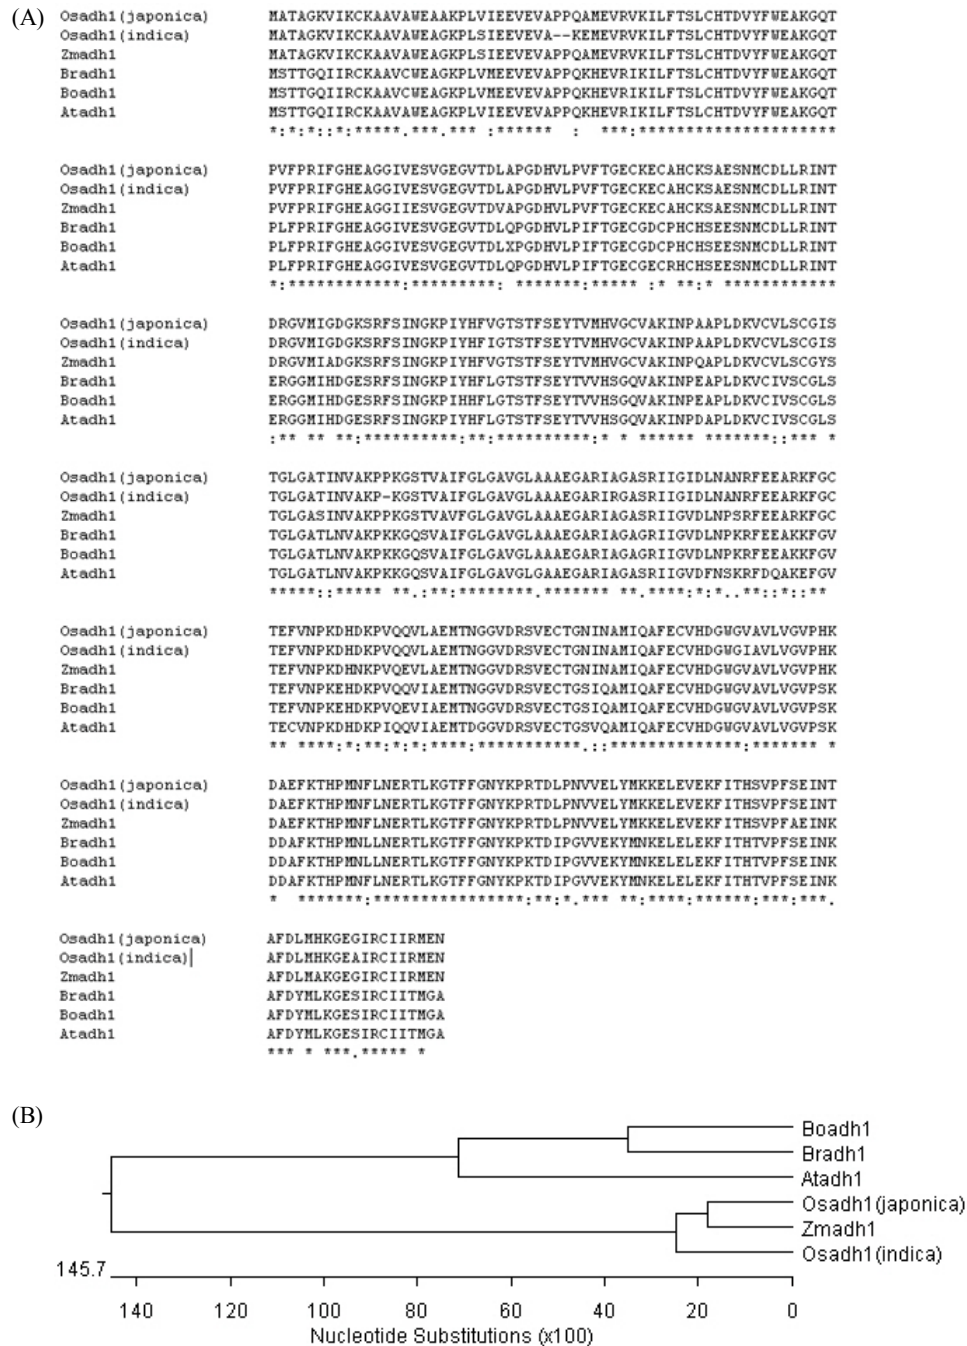 (A)
Osadh1(japonica) MATAGKVIKCKAAVAWEAAKPLVIEEVEVAPPQAMEVRVKILFTSLCHTDVYFWEAKGQT
Osadh1(indica) MATAGKVIKCKAAVAWEAGKPLSIEEVEVA--KEMEVRVKILFTSLCHTDVYFWEAKGQT
Zmadh1 MATAGKVIKCKAAVAWEAGKPLSIEEVEVAPPQAMEVRVKILFTSLCHTDVYFWEAKGQT
Bradh1 MSTTGQIIRCKAAVCWEAGKPLVMEEVEVAPPQKHEVRIKILFTSLCHTDVYFWEAKGQT
Boadh1 MSTTGQIIRCKAAVAWEAGKPLVMEEVEVAPPQKHEVRIKILFTSLCHTDVYFWEAKGQT
Atadh1 MSTTGQIIRCKAAVAWEAGKPLVIEEVEVAPPQKHEVRIKILFTSLCHTDVYFWEAKGQT
*:*:*::*:*****.***.*** :******  :  ***:*********************
Osadh1(japonica) PVFPRIFGHEAGGIVESVGEGVTDLAPGDHVLPVFTGECKECAHCKSAESNMCDLLRINT
Osadh1(indica) PVFPRIFGHEAGGIVESVGEGVTDLAPGDHVLPVFTGECKECAHCKSAESNMCDLLRINT
Zmadh1 PVFPRIFGHEAGGIIESVGEGVTDVAPGDHVLPVFTGECKECAHCKSAESNMCDLLRINT
Bradh1 PLFPRIFGHEAGGIVESVGEGVTDLQPGDHVLPIFTGECGDCPHCHSEESNMCDLLRINT
Boadh1 PLFPRIFGHEAGGIVESVGEGVTDLXPGDHVLPIFTGECGDCPHCHSEESNMCDLLRINT
Atadh1 PLFPRIFGHEAGGIVESVGEGVTDLQPGDHVLPIFTGECGECRHCHSEESNMCDLLRINT
*:************:*********: *******:***** :* **:* ************
Osadh1(japonica) DRGVMIGDGKSRFSINGKPIYHFVGTSTFSEYTVMHVGCVAKINPAAPLDKVCVLSCGIS
Osadh1(indica) DRGVMIGDGKSRFSINGKPIYHFIGTSTFSEYTVMHVGCVAKINPAAPLDKVCVLSCGIS
Zmadh1 DRGVMIADGKSRFSINGKPIYHFVGTSTFSEYTVMHVGCVAKINPQAPLDKVCVLSCGYS
Bradh1 ERGGMIHDGESRFSINGKPIYHFLGTSTFSEYTVVHSGQVAKINPEAPLDKVCIVSCGLS
Boadh1 ERGGMIHDGESRFSINGKPIHHFLGTSTFSEYTVVHSGQVAKINPEAPLDKVCIVSCGLS
Atadh1 ERGGMIHDGESRFSINGKPIYHFLGTSTFSEYTVVHSGQVAKINPDAPLDKVCIVSCGLS
:** ** **:**********:**:**********:* * ****** *******::*** *
Osadh1(japonica) TGLGATINVAKPPKGSTVAIFGLGAVGLAAAEGARIAGASRIIGIDLNANRFEEARKFGC
Osadh1(indica) TGLGATINVAKP-KGSTVAIFGLGAVGLAAAEGARIRGASRIIGIDLNANRFEEARKFGC
Zmadh1 TGLGASINVAKPPKGSTVAVFGLGAVGLAAAEGARIAGASRIIGVDLNPSRFEEARKFGC
Bradh1 TGLGATLNVAKPKKGQSVAIFGLGAVGLAAAEGARIAGASRIIGVDLNPKRFEEARKFGV
Boadh1 TGLGATLNVAKPKKGQSVAIFGLGAVGLAAAEGARIAGAGRIIGVDLNPKRFEEAKKFGV
Atadh1 TGLGATLNVAKPKKGQSVAIFGLGAVGLGAAEGARIAGASRIIGVDFNSKRFDQAKEFGV
*****::***** **.:**:********.******* **.****:*:*..**::*::**
Osadh1(japonica) TEFVNPKDHDKPVQQVLAEMTNGGVDRSVECTGNINAMIQAFECVHDGWGVAVLVGVPHK
Osadh1(indica) TEFVNPKDHDKPVQQVLAEMTNGGVDRSVECTGNINAMIQAFECVHDGWGIAVLVGVPHK
Zmadh1 TEFVNPKDHNKPVQEVLAEMTNGGVDRSVECTGNINAMIQAFECVHDGWGVAVLVGVPHK
Bradh1 TEFVNPKEHDKPVQQVIAEMTNGGVDRSVECTGSIQAMIQAFECVHDGWGVAVLVGVPSK
Boadh1 TEFVNPKEHDKPVQEVIAEMTNGGVDRSVECTGSIQAMIQAFECVHDGWGVAVLVGVPSK
Atadh1 TECVNPKDHDKPIQQVIAEMTDGGVDRSVECTGSVQAMIQAFECVHDGWGVAVLVGVPSK
** ****:*:**:*:*:****:***********.::**************:******* *
Osadh1(japonica) DAEFKTHPMNFLNERTLKGTFFGNYKPRTDLPNVVELYMKKELEVEKFITHSVPFSEINT
Osadh1(indica) DAEFKTHPMNFLNERTLKGTFFGNYKPRTDLPNVVELYMKKELEVEKFITHSVPFSEINT
Zmadh1 DAEFKTHPMNFLNERTLKGTFFGNYKPRTDLPNVVELYMKKELEVEKFITHSVPFAEINK
Bradh1 DDAFKTHPMNLLNERTLKGTFFGNYKPKTDIPGVVEKYMNKELELEKFITHTVPFSEINK
Boadh1 DDAFKTHPMNLLNERTLKGTFFGNYKPKTDIPGVVEKYMNKELELEKFITHTVPFSEINK
Atadh1 DDAFKTHPMNFLNERTLKGTFFGNYKPKTDIPGVVEKYMNKELELEKFITHTVPFSEINK
*  *******:****************:**:*.*** **:****:******:***:***.
Osadh1(japonica) AFDLMHKGEGIRCIIRMEN
Osadh1(indica) AFDLMHKGEAIRCIIRMEN
Zmadh1 AFDLMAKGEGIRCIIRMEN
Bradh1 AFDYMLKGESIRCIITMGA
Boadh1 AFDYMLKGESIRCIITMGA
Atadh1 AFDYMLKGESIRCIITMGA
*** * ***.***** *
(B)
Boadh1
Bradh1
Atadh1
Osadh1(japonica)
Zmadh1
Osadh1(indica)
145.7
140 120 100 80 60 40 20 0
Nucleotide Substitutions (x100)